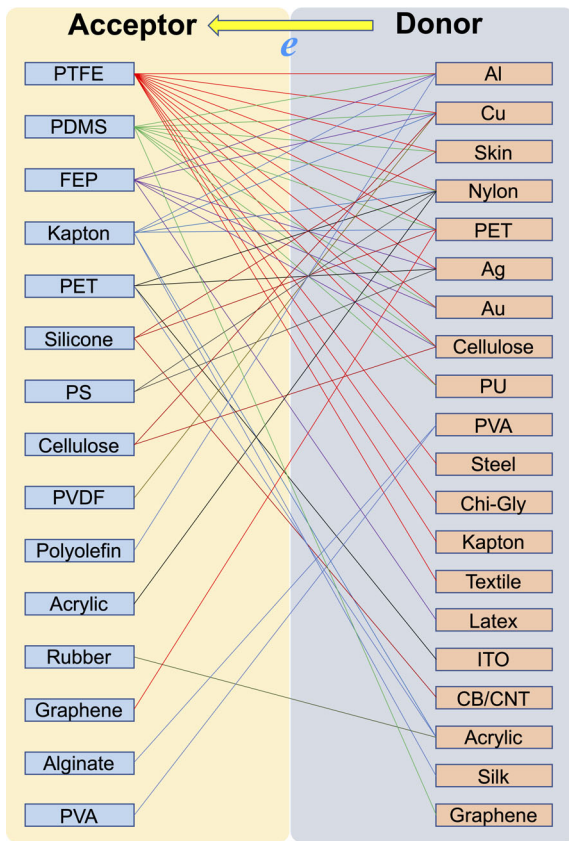 Acceptor
e
Donor
PTFE
PDMS
FEP
Kapton
PET
Silicone
PS
Cellulose
PVDF
Polyolefin
Acrylic
Rubber
Graphene
Alginate
PVA
Al
Cu
Skin
Nylon
PET
Ag
Au
Cellulose
PU
PVA
Steel
Chi-Gly
Kapton
Textile
Latex
ITO
CB/CNT
Acrylic
Silk
Graphene